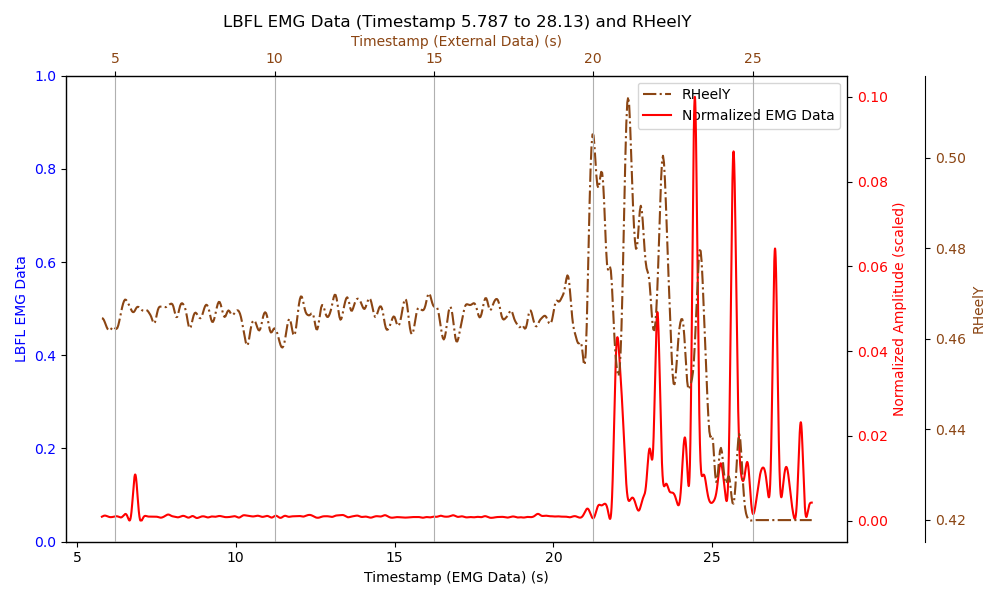 LBFL EMG Data (Timestamp 5.787 to 28.13) and RHeelY
Timestamp (External Data) (s)
5 10 15 20 25
RHeelY
Normalized EMG Data
1.0
0.8
0.6
0.4
0.2
0.0
LBFL EMG Data
0.10
0.08
0.06
0.04
0.02
0.00
Normalized Amplitude (scaled)
0.50
0.48
0.46
0.44
0.42
RHeelY
5 10 15 20 25
Timestamp (EMG Data) (s)